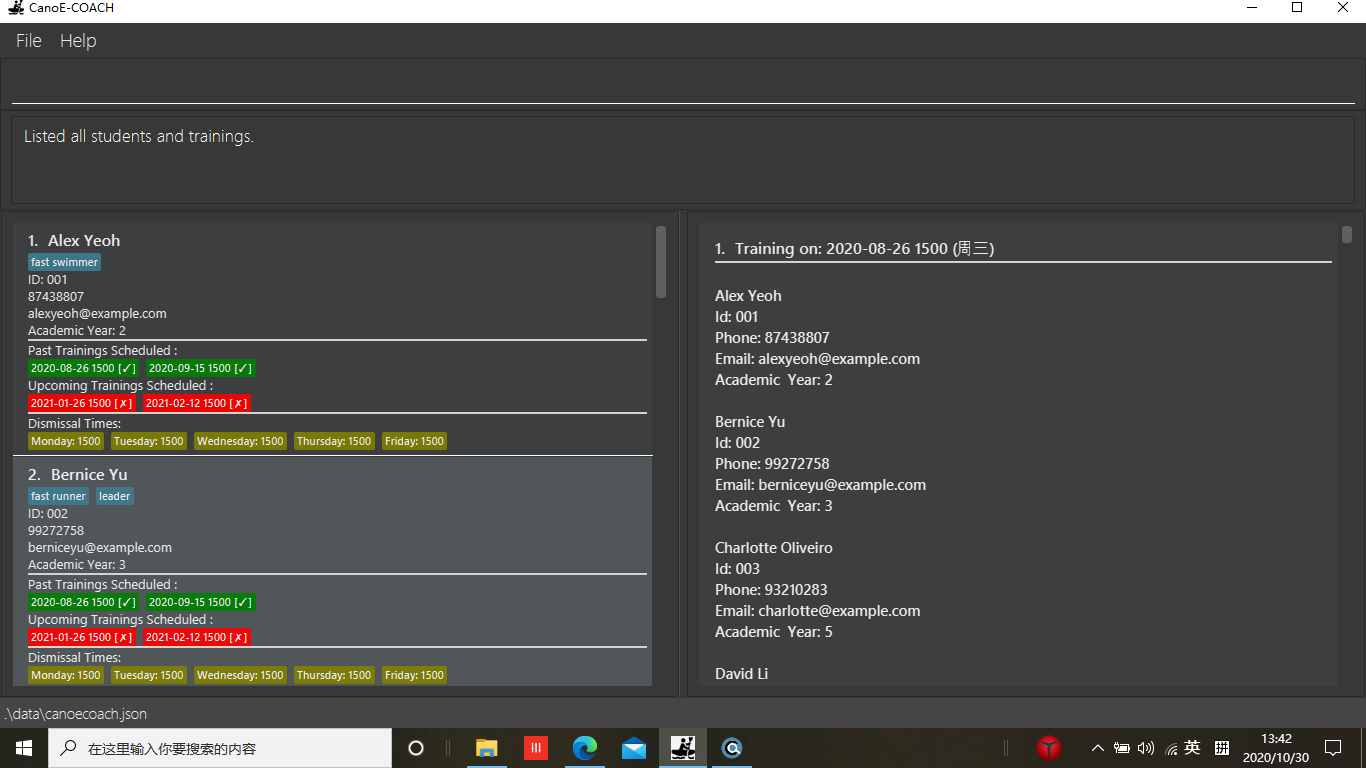 CanoE-COACH
File Help
Listed all students and trainings.
1. Alex Yeoh
fast swimmer
ID: 001
87438807
alexyeoh@example.com
Academic Year: 2
Past Trainings Scheduled :
2020-08-26 1500 [✓] 2020-09-15 1500 [✓]
Upcoming Trainings Scheduled :
2021-01-26 1500 [✗] 2021-02-12 1500 [✗]
Dismissal Times:
Monday: 1500 Tuesday: 1500 Wednesday: 1500 Thursday: 1500 Friday: 1500
2. Bernice Yu
fast runner leader
ID: 002
99272758
berniceyu@example.com
Academic Year: 3
Past Trainings Scheduled :
2020-08-26 1500 [✓] 2020-09-15 1500 [✓]
Upcoming Trainings Scheduled :
2021-01-26 1500 [✗] 2021-02-12 1500 [✗]
Dismissal Times:
Monday: 1500 Tuesday: 1500 Wednesday: 1500 Thursday: 1500 Friday: 1500
1. Training on: 2020-08-26 1500 (周三)
Alex Yeoh
Id: 001
Phone: 87438807
Email: alexyeoh@example.com
Academic Year: 2
Bernice Yu
Id: 002
Phone: 99272758
Email: berniceyu@example.com
Academic Year: 3
Charlotte Oliveiro
Id: 003
Phone: 93210283
Email: charlotte@example.com
Academic Year: 5
David Li
.\data\canoecoach.json
在这里输入你要搜索的内容
英
拼
13:42
2020/10/30